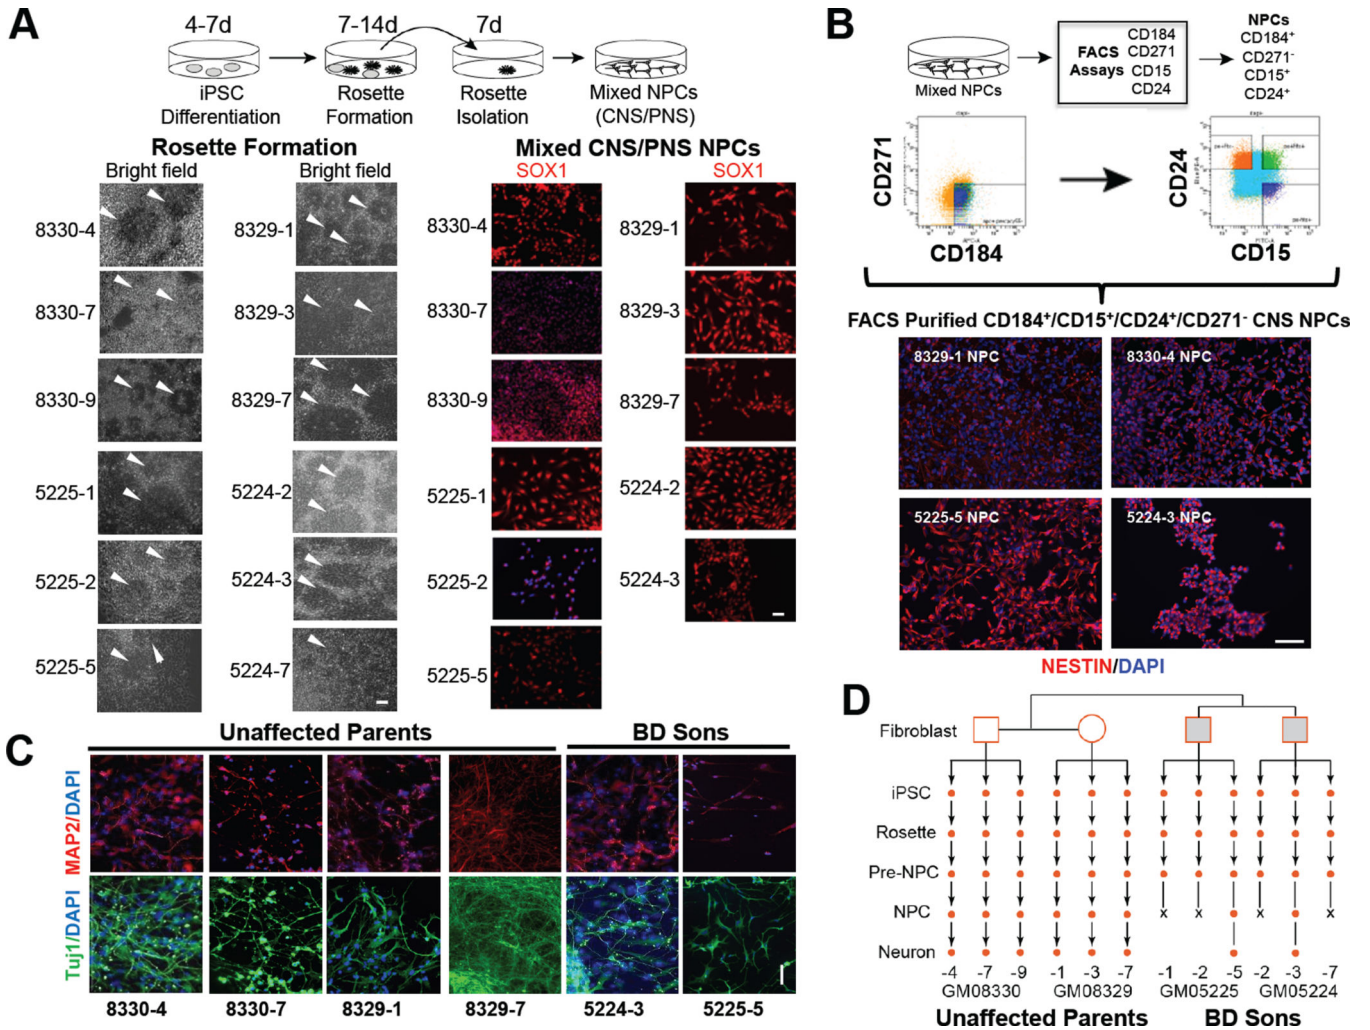 A
4-7d
7-14d
7d
iPSC
Differentiation
Rosette
Formation
Rosette
Isolation
Mixed NPCs
(CNS/PNS)
Rosette Formation
Mixed CNS/PNS NPCs
Bright field
Bright field
SOX1
SOX1
8330-4
8329-1
8330-4
8329-1
8330-7
8329-3
8330-7
8329-3
8330-9
8329-7
8330-9
8329-7
5225-1
5224-2
5225-1
5224-2
5225-2
5224-3
5225-2
5224-3
5225-5
5224-7
5225-5
B
Mixed NPCs
FACS
Assays
CD184
CD271
CD15
CD24
NPCs
CD184⁺
CD271⁻
CD15⁺
CD24⁺
CD271
CD184
CD24
CD15
FACS Purified CD184⁺/CD15⁺/CD24⁺/CD271⁻ CNS NPCs
8329-1 NPC
8330-4 NPC
5225-5 NPC
5224-3 NPC
NESTIN/DAPI
C
Unaffected Parents
BD Sons
MAP2/DAPI
Tuj1/DAPI
8330-4
8330-7
8329-1
8329-7
5224-3
5225-5
D
Fibroblast
iPSC
Rosette
Pre-NPC
NPC
x
x
x
x
Neuron
-4 -7 -9 -1 -3 -7 -1 -2 -5 -2 -3 -7
GM08330 GM08329 GM05225 GM05224
Unaffected Parents BD Sons